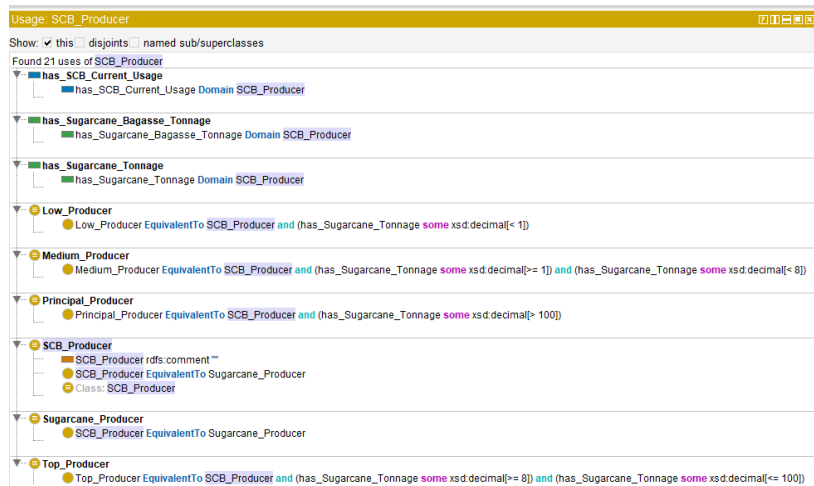 Usage: SCB_Producer
Show: this disjoints named sub/superclasses
Found 21 uses of SCB_Producer
has_SCB_Current_Usage
has_SCB_Current_Usage Domain SCB_Producer
has_Sugarcane_Bagasse_Tonnage
has_Sugarcane_Bagasse_Tonnage Domain SCB_Producer
has_Sugarcane_Tonnage
has_Sugarcane_Tonnage Domain SCB_Producer
Low_Producer
Low_Producer EquivalentTo SCB_Producer and (has_Sugarcane_Tonnage some xsd:decimal[< 1])
Medium_Producer
Medium_Producer EquivalentTo SCB_Producer and (has_Sugarcane_Tonnage some xsd:decimal[>= 1]) and (has_Sugarcane_Tonnage some xsd:decimal[< 8])
Principal_Producer
Principal_Producer EquivalentTo SCB_Producer and (has_Sugarcane_Tonnage some xsd:decimal[> 100])
SCB_Producer
SCB_Producer rdfs:comment ""
SCB_Producer EquivalentTo Sugarcane_Producer
Class: SCB_Producer
Sugarcane_Producer
SCB_Producer EquivalentTo Sugarcane_Producer
Top_Producer
Top_Producer EquivalentTo SCB_Producer and (has_Sugarcane_Tonnage some xsd:decimal[>= 8]) and (has_Sugarcane_Tonnage some xsd:decimal[<= 100])